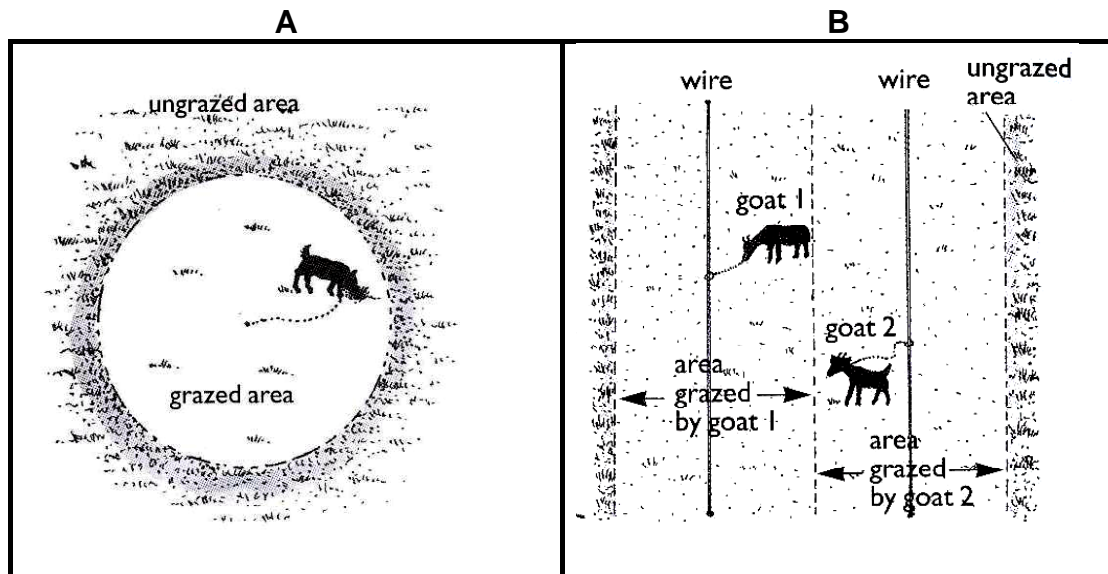 A
B
ungrazed area
grazed area
wire
wire
ungrazed
area
goat 1
goat 2
area
grazed
by goat 1
area
grazed
by goat 2